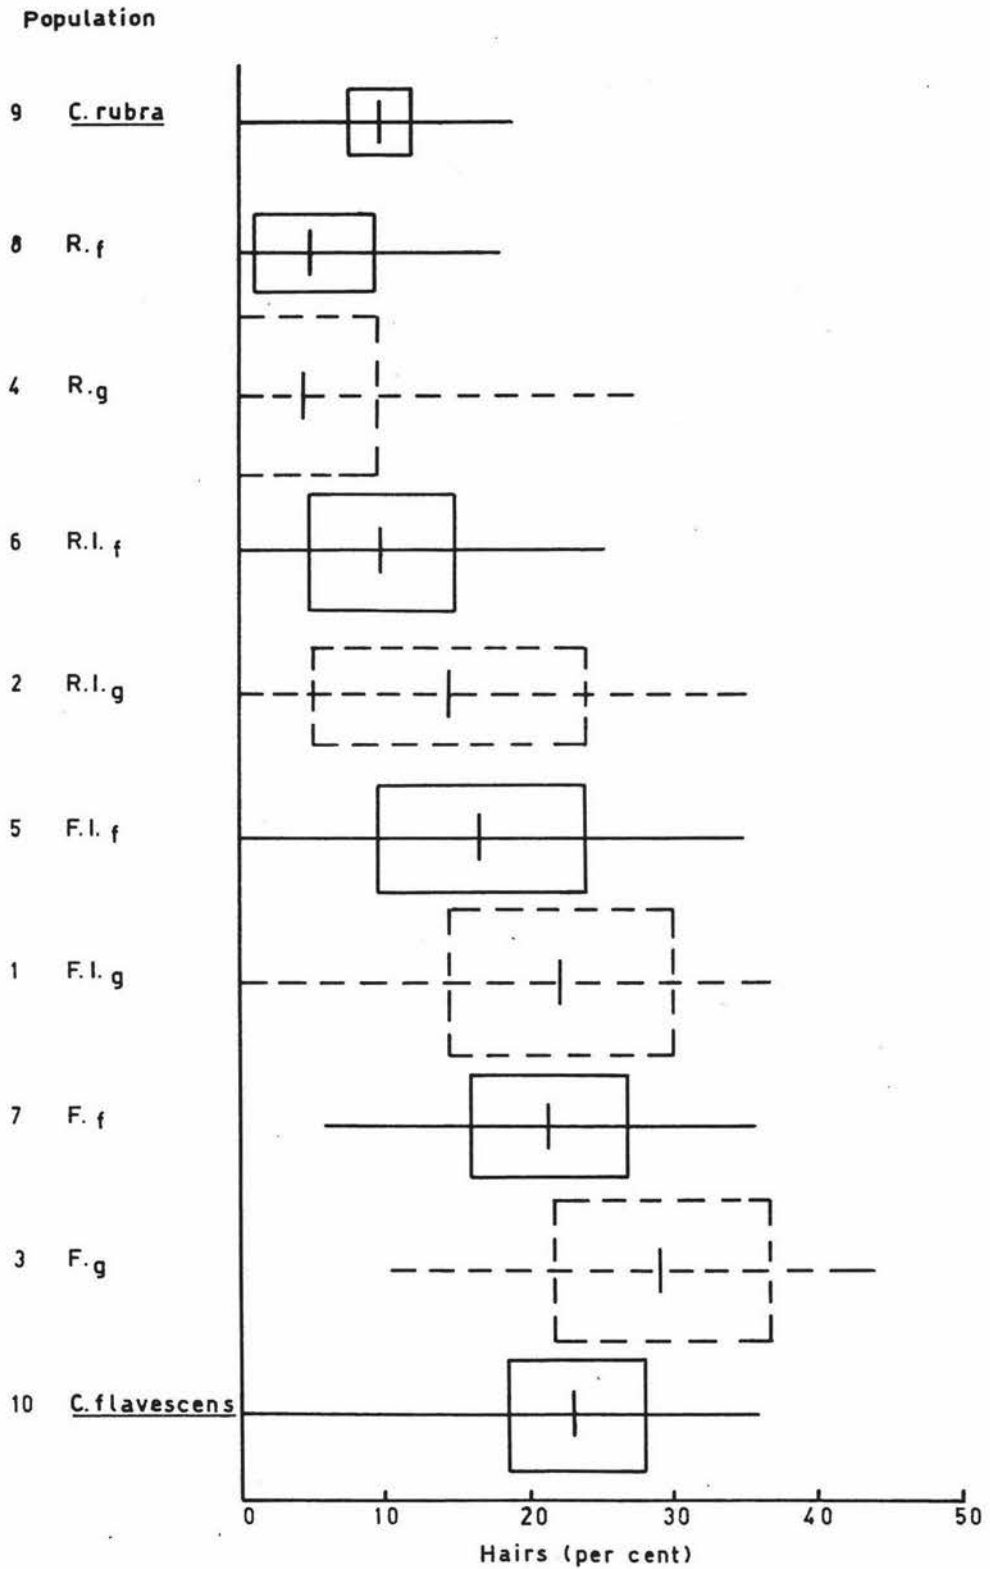 Population
9 C. rubra
8 R. f
4 R. g
6 R.I. f
2 R.I. g
5 F.I. f
1 F.I. g
7 F. f
3 F. g
10 C. flavescens
0 10 20 30 40 50
Hairs (per cent)